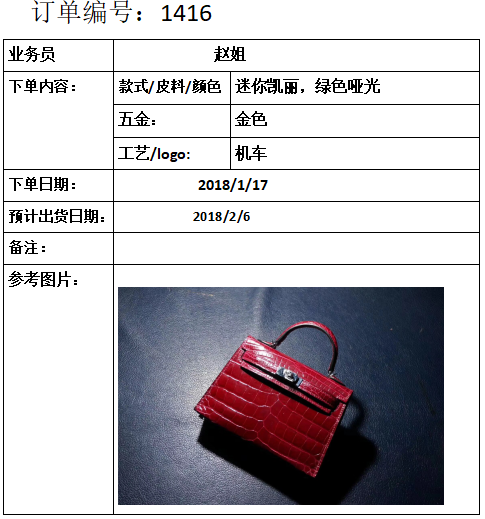 订单编号：1416
业务员 赵姐
下单内容： 款式/皮料/颜色 迷你凯丽，绿色哑光
五金： 金色
工艺/logo: 机车
下单日期： 2018/1/17
预计出货日期： 2018/2/6
备注：
参考图片：